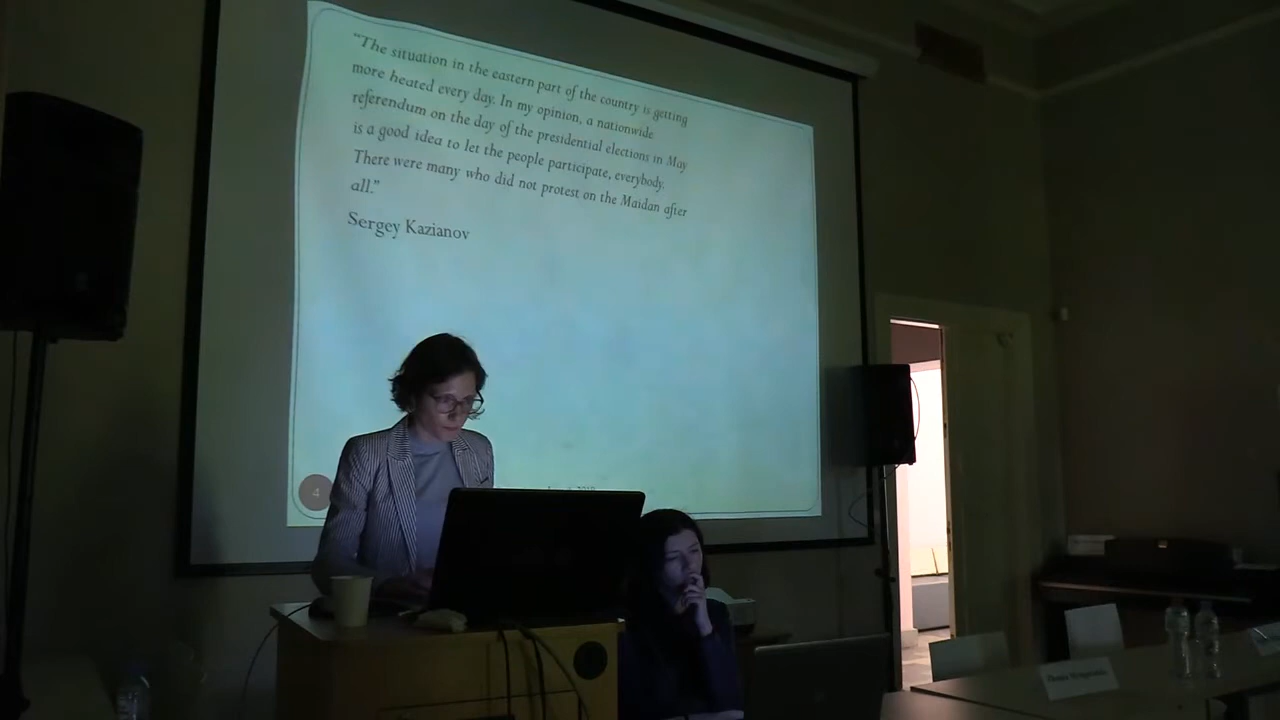 “The situation in the eastern part of the country is getting
more heated every day. In my opinion, a nationwide
referendum on the day of the presidential elections in May
is a good idea to let the people participate, everybody.
There were many who did not protest on the Maidan after
all.”
Sergey Kazianov
4